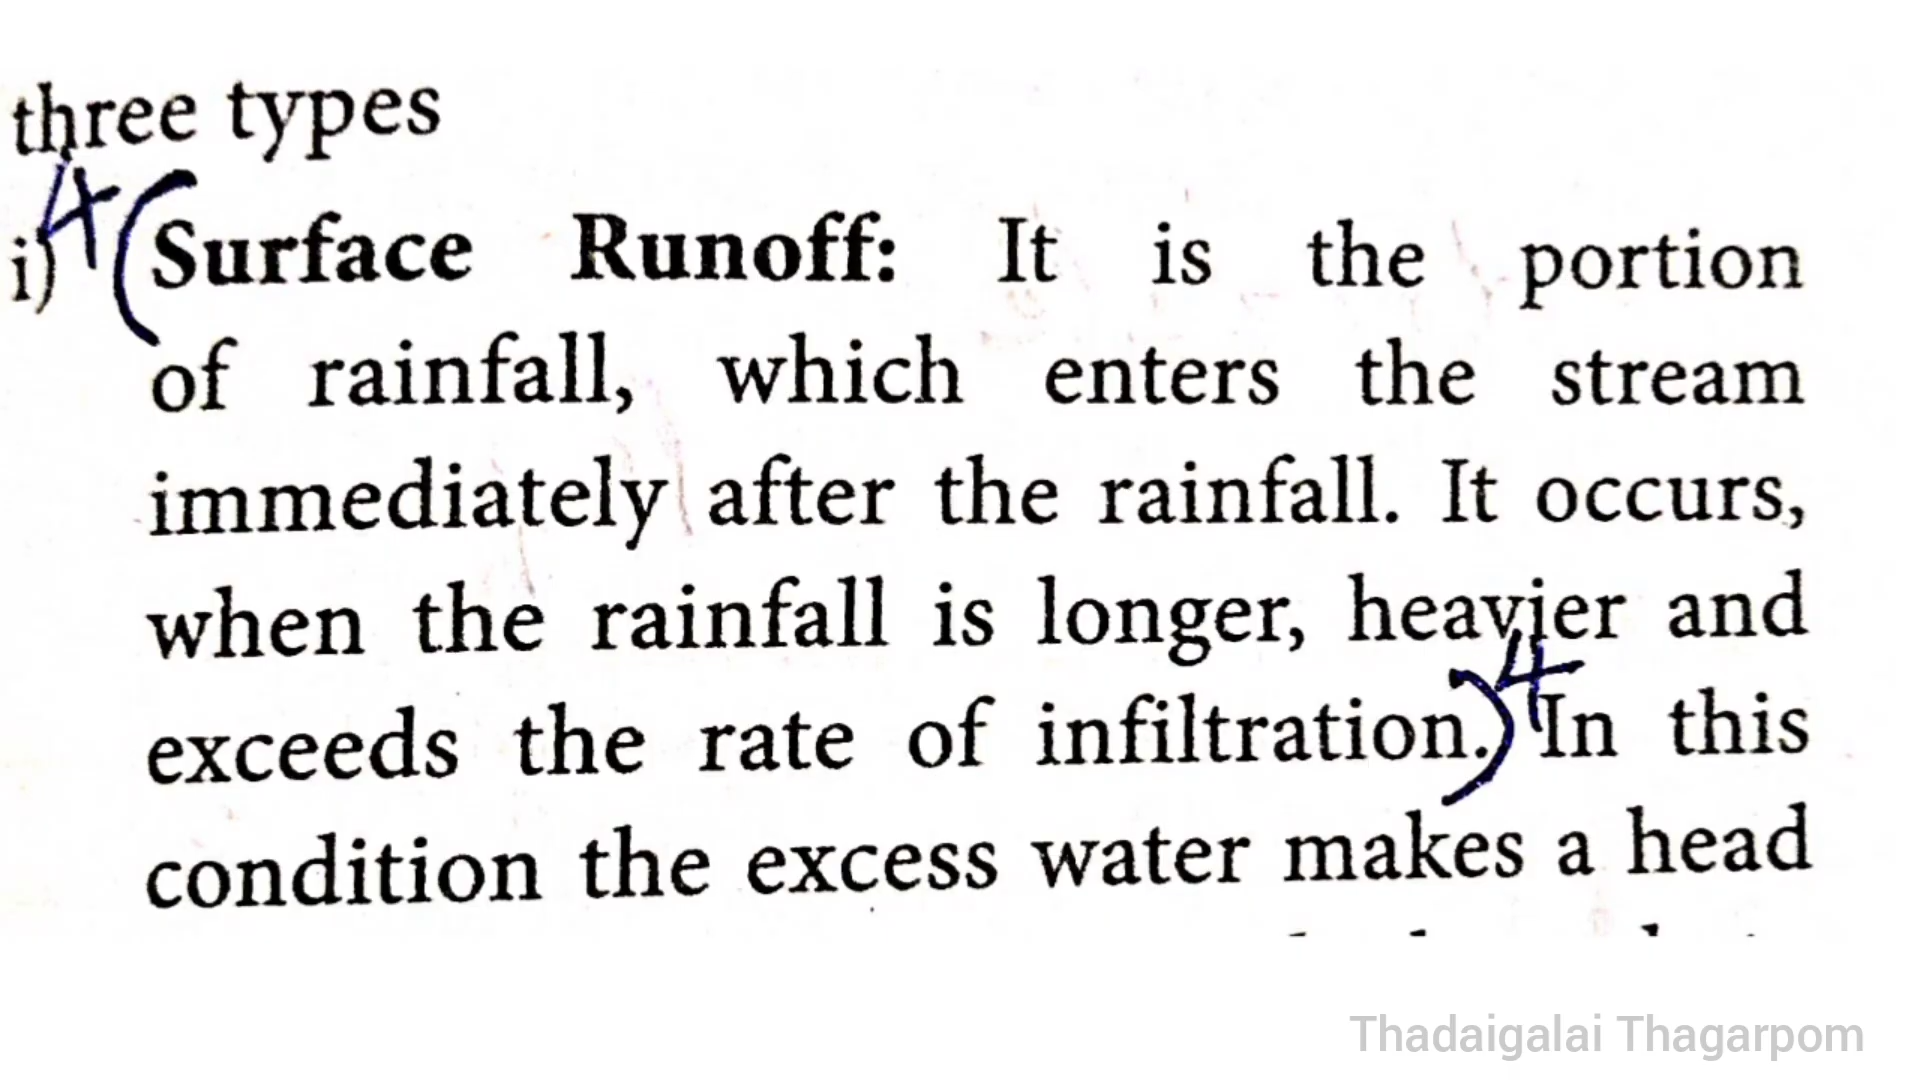 three types
i) 4 (Surface Runoff: It is the portion
of rainfall, which enters the stream
immediately after the rainfall. It occurs,
when the rainfall is longer, heavier and
exceeds the rate of infiltration.) 4 In this
condition the excess water makes a head
Thadaigalai Thagarpom